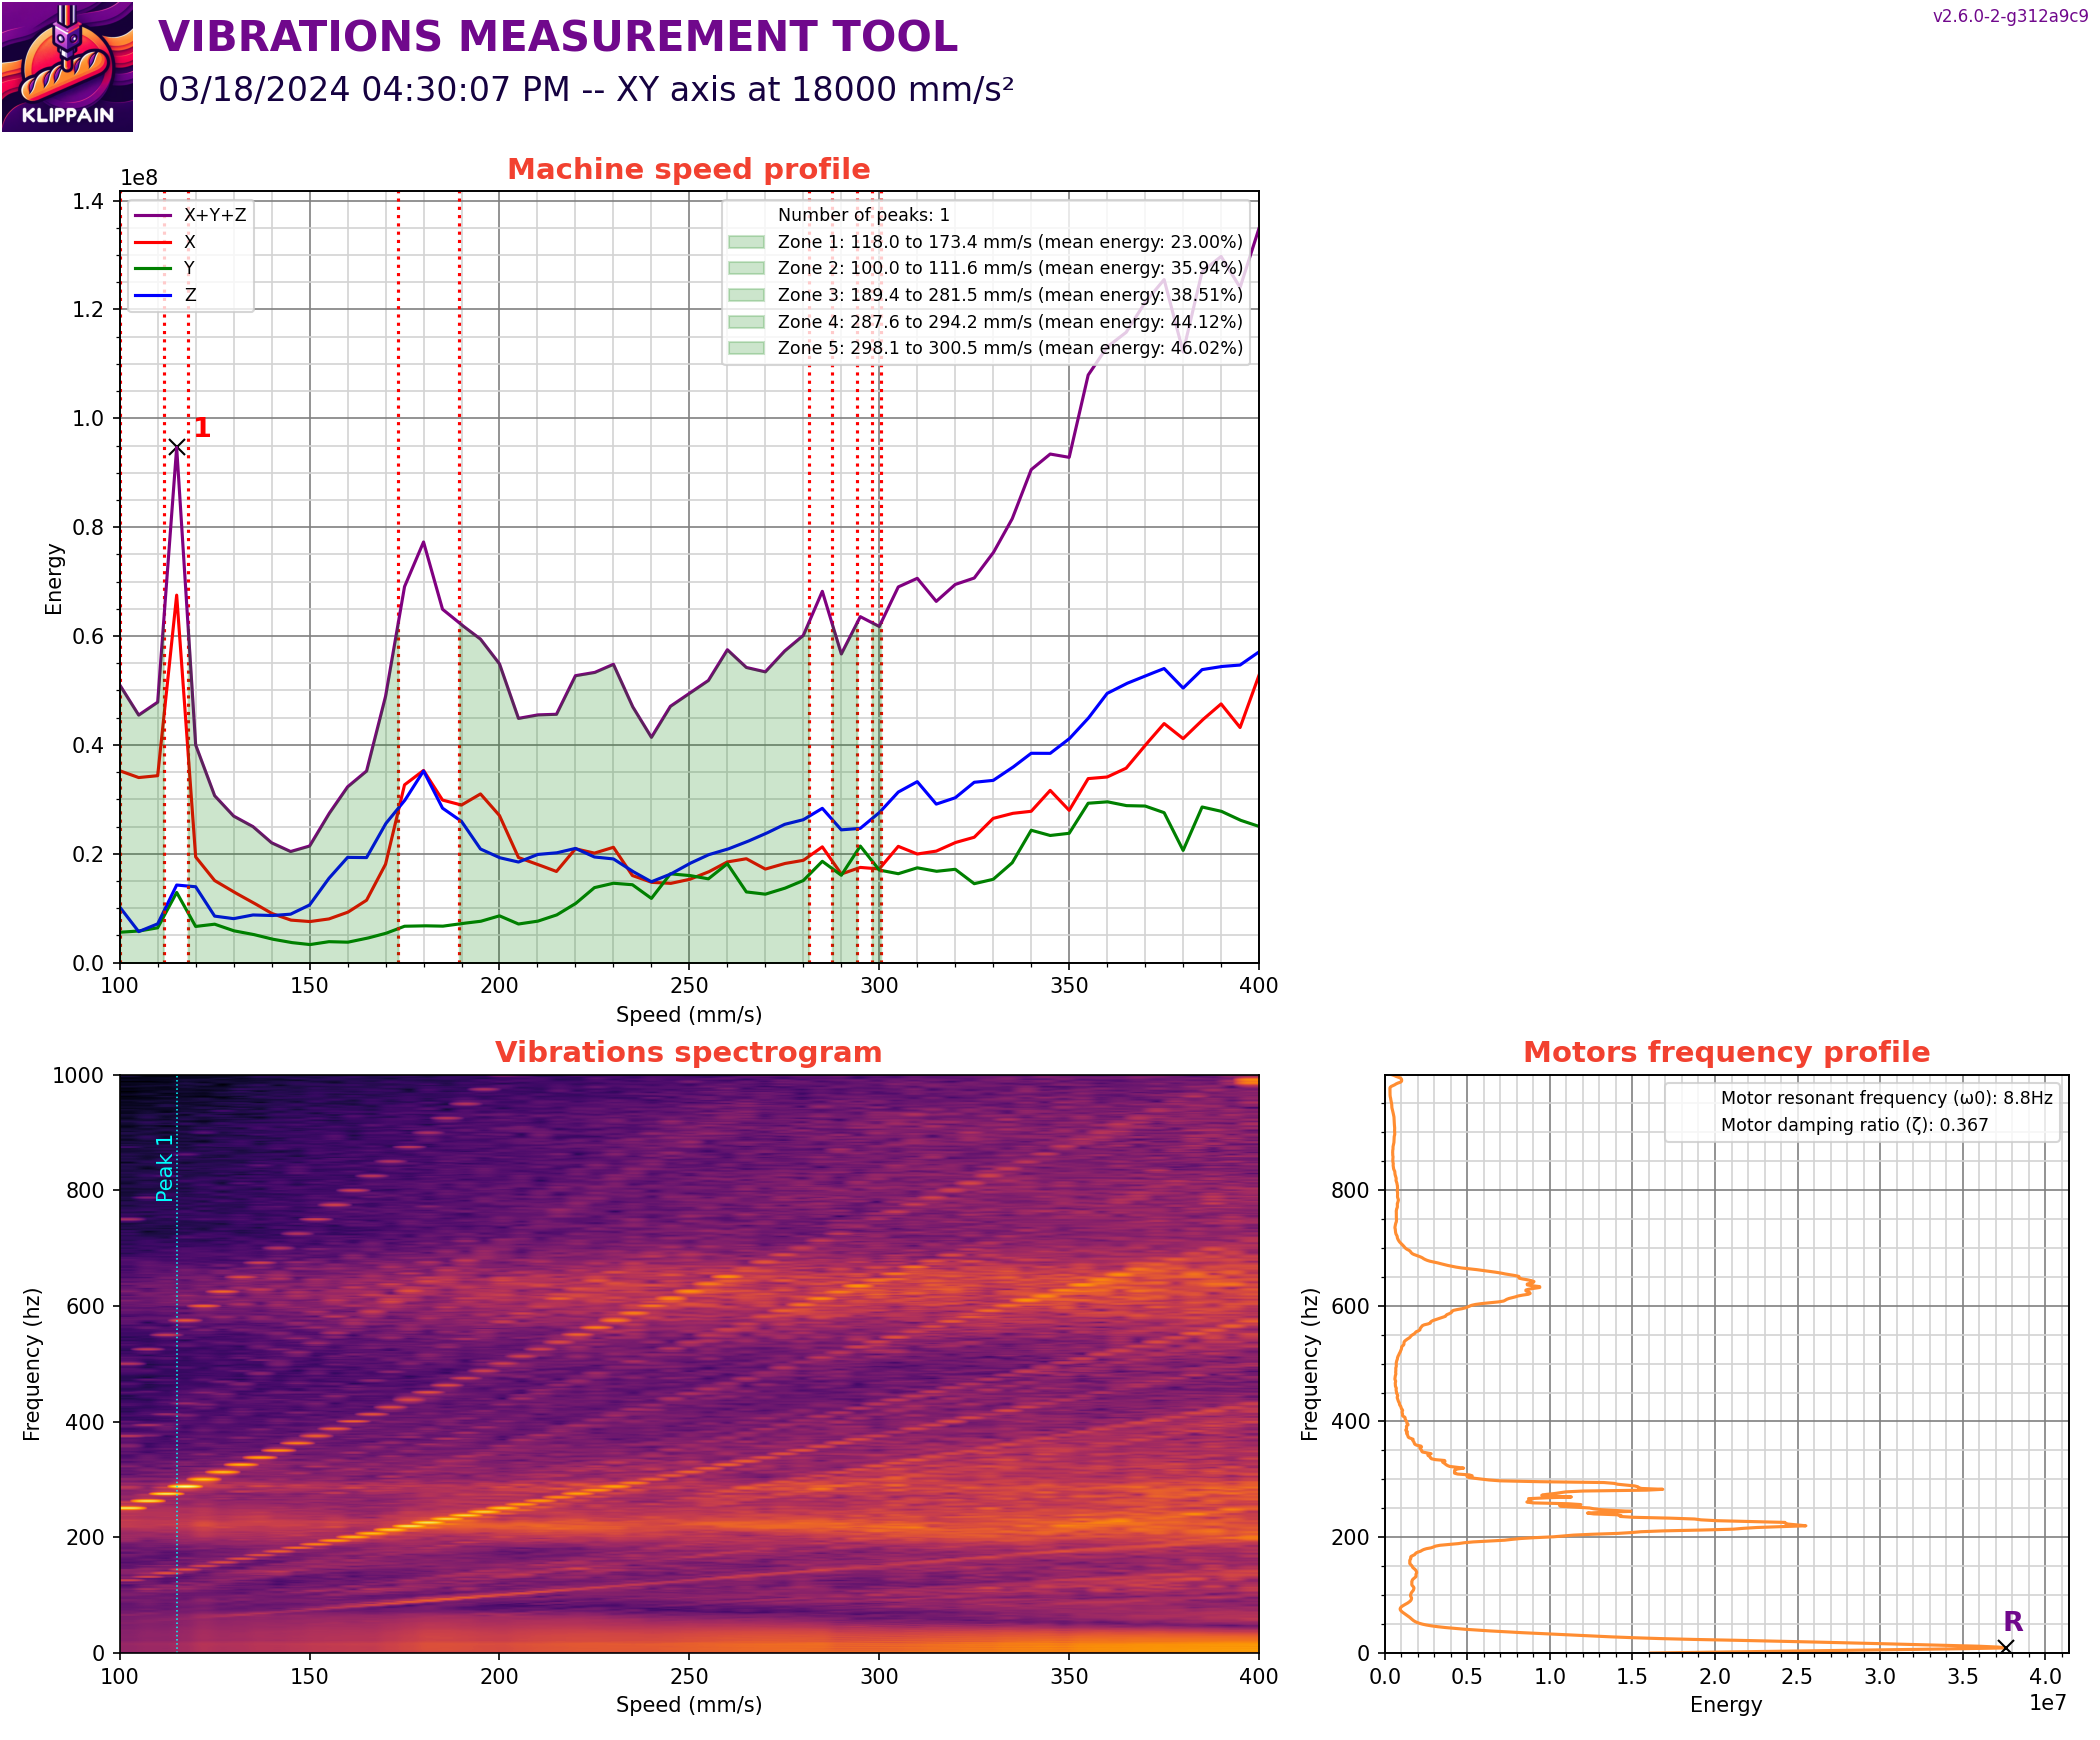 KLIPPAIN
VIBRATIONS MEASUREMENT TOOL
03/18/2024 04:30:07 PM -- XY axis at 18000 mm/s²
v2.6.0-2-g312a9c9
Machine speed profile
1e8
1.4
1.2
1.0
0.8
0.6
0.4
0.2
0.0
Energy
X+Y+Z
X
Y
Z
Number of peaks: 1
Zone 1: 118.0 to 173.4 mm/s (mean energy: 23.00%)
Zone 2: 100.0 to 111.6 mm/s (mean energy: 35.94%)
Zone 3: 189.4 to 281.5 mm/s (mean energy: 38.51%)
Zone 4: 287.6 to 294.2 mm/s (mean energy: 44.12%)
Zone 5: 298.1 to 300.5 mm/s (mean energy: 46.02%)
1
100 150 200 250 300 350 400
Speed (mm/s)
Vibrations spectrogram
1000
800
600
400
200
0
Frequency (hz)
Peak 1
100 150 200 250 300 350 400
Speed (mm/s)
Motors frequency profile
800
600
400
200
0
Frequency (hz)
Motor resonant frequency (ω0): 8.8Hz
Motor damping ratio (ζ): 0.367
R
0.0 0.5 1.0 1.5 2.0 2.5 3.0 3.5 4.0
1e7
Energy